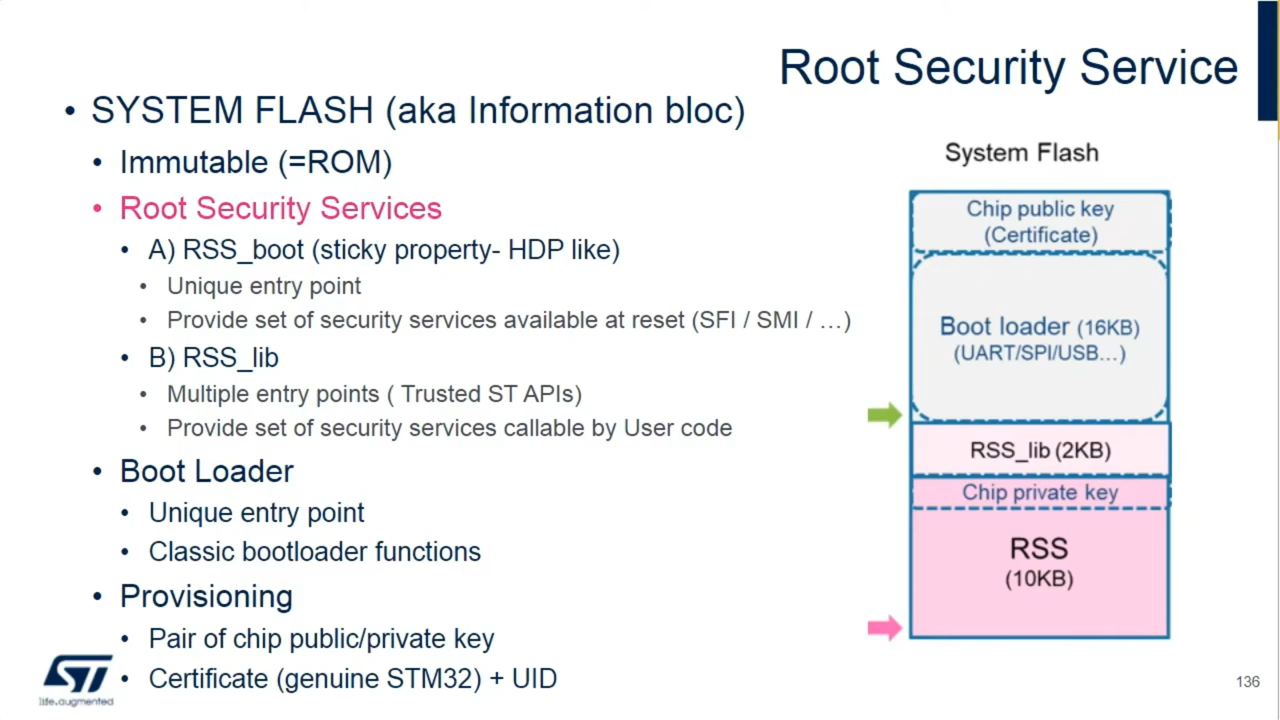 Root Security Service
• SYSTEM FLASH (aka Information bloc)
• Immutable (=ROM)
• Root Security Services
• A) RSS_boot (sticky property- HDP like)
• Unique entry point
• Provide set of security services available at reset (SFI / SMI / …)
• B) RSS_lib
• Multiple entry points ( Trusted ST APIs)
• Provide set of security services callable by User code
• Boot Loader
• Unique entry point
• Classic bootloader functions
• Provisioning
• Pair of chip public/private key
• Certificate (genuine STM32) + UID
System Flash
Chip public key
(Certificate)
Boot loader (16KB)
(UART/SPI/USB…)
RSS_lib (2KB)
Chip private key
RSS
(10KB)
ST
life.augmented
136